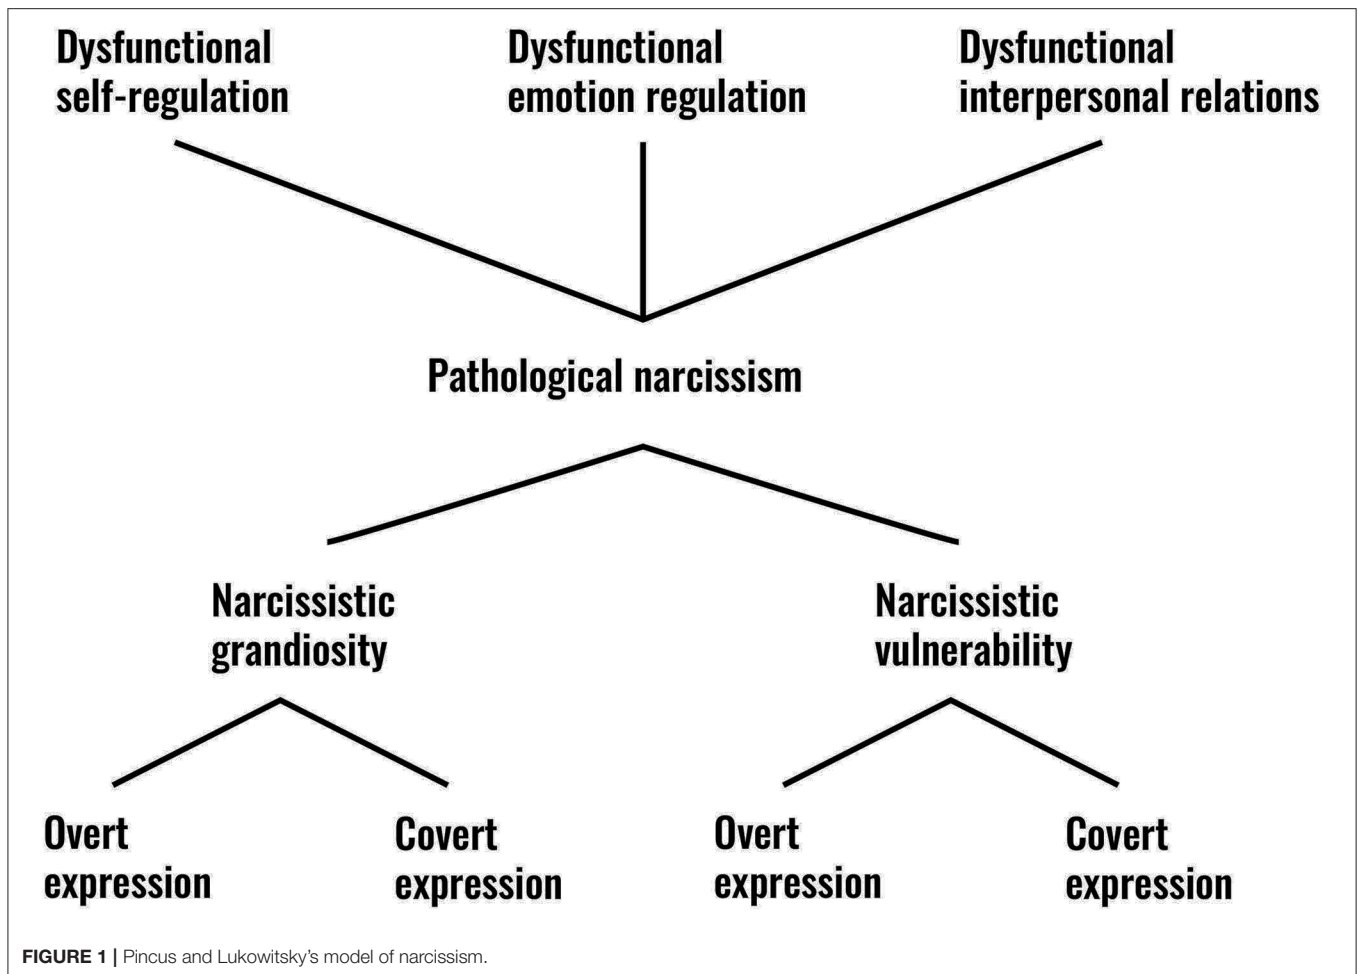 Dysfunctional
self-regulation
Dysfunctional
emotion regulation
Dysfunctional
interpersonal relations
Pathological narcissism
Narcissistic
grandiosity
Narcissistic
vulnerability
Overt
expression
Covert
expression
Overt
expression
Covert
expression
FIGURE 1 | Pincus and Lukowitsky’s model of narcissism.